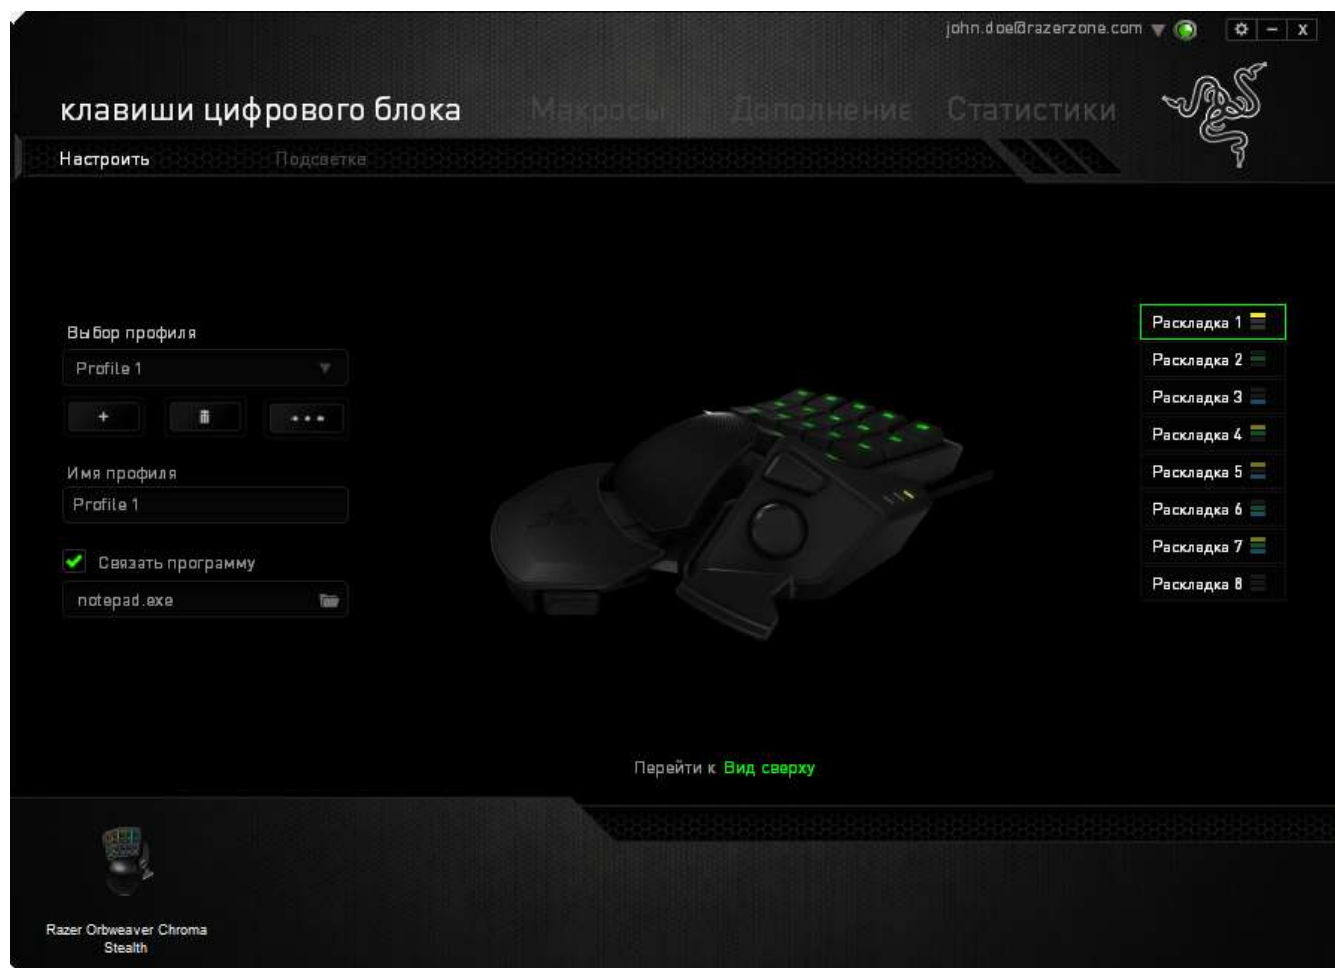 john.doe@razerzone.com
x
клавиши цифрового блока
Макросы
Дополнение
Статистики
Настроить
Подсветка
Выбор профиля
Profile 1
+
Имя профиля
Profile 1
Связать программу
notepad.exe
Раскладка 1
Раскладка 2
Раскладка 3
Раскладка 4
Раскладка 5
Раскладка 6
Раскладка 7
Раскладка 8
Перейти к Вид сверху
Razer Orbweaver Chroma
Stealth